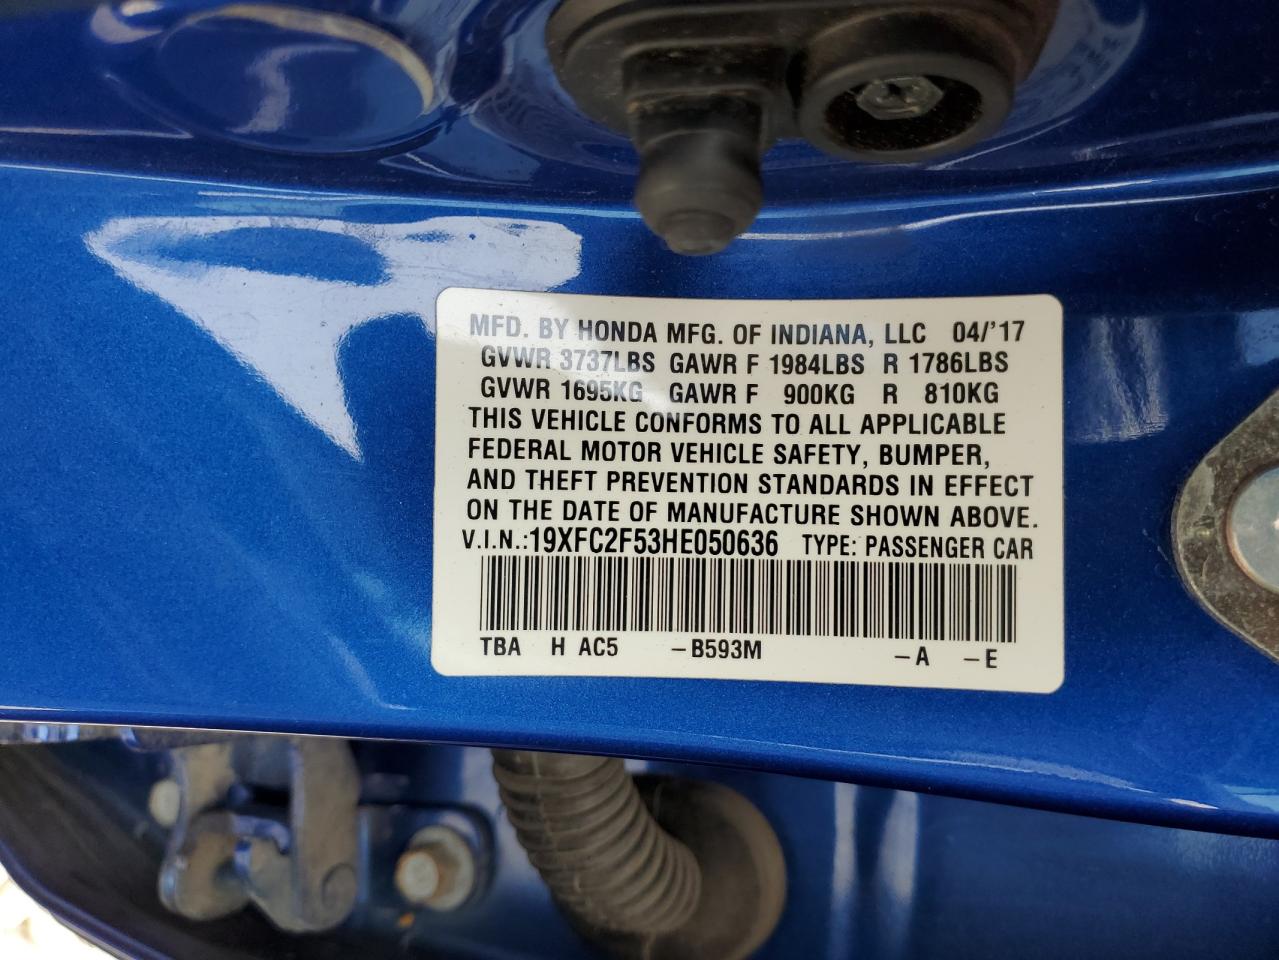 MFD. BY HONDA MFG. OF INDIANA, LLC 04/'17
GVWR 3737LBS GAWR F 1984LBS R 1786LBS
GVWR 1695KG GAWR F 900KG R 810KG
THIS VEHICLE CONFORMS TO ALL APPLICABLE
FEDERAL MOTOR VEHICLE SAFETY, BUMPER,
AND THEFT PREVENTION STANDARDS IN EFFECT
ON THE DATE OF MANUFACTURE SHOWN ABOVE.
V.I.N.:19XFC2F53HE050636 TYPE: PASSENGER CAR
TBA H AC5 -B593M -A -E